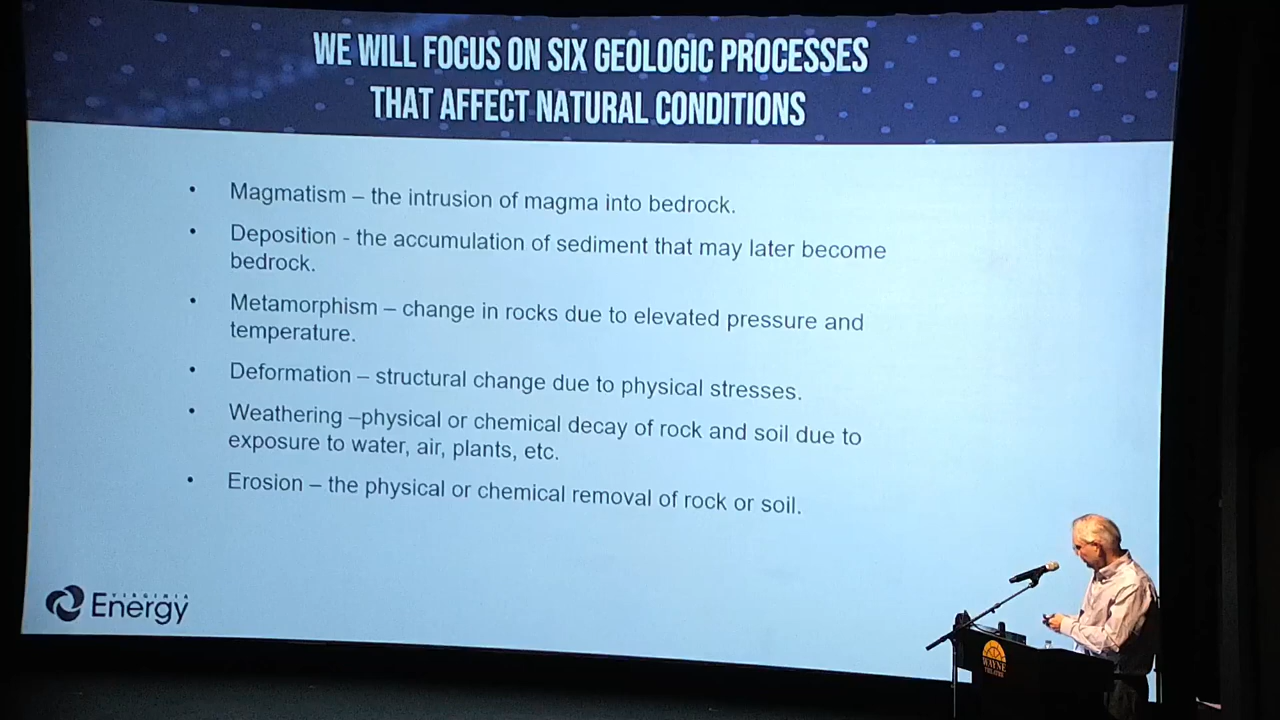 WE WILL FOCUS ON SIX GEOLOGIC PROCESSES
THAT AFFECT NATURAL CONDITIONS
• Magmatism – the intrusion of magma into bedrock.
• Deposition - the accumulation of sediment that may later become
bedrock.
• Metamorphism – change in rocks due to elevated pressure and
temperature.
• Deformation – structural change due to physical stresses.
• Weathering –physical or chemical decay of rock and soil due to
exposure to water, air, plants, etc.
• Erosion – the physical or chemical removal of rock or soil.
VIRGINIA
Energy
WAYNE
THEATRE